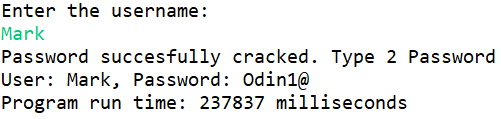 Enter the username:
Mark
Password succesfully cracked. Type 2 Password
User: Mark, Password: Odin1@
Program run time: 237837 milliseconds